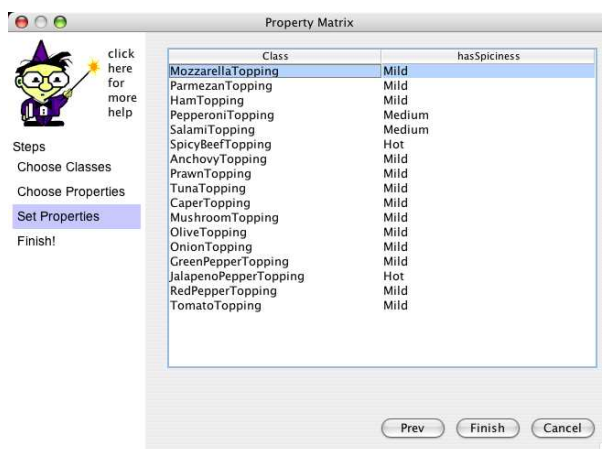 Property Matrix
click
here
for
more
help
Steps
Choose Classes
Choose Properties
Set Properties
Finish!
Class hasSpiciness
MozzarellaTopping Mild
ParmezanTopping Mild
HamTopping Mild
PepperoniTopping Medium
SalamiTopping Medium
SpicyBeefTopping Hot
AnchovyTopping Mild
PrawnTopping Mild
TunaTopping Mild
CaperTopping Mild
MushroomTopping Mild
OliveTopping Mild
OnionTopping Mild
GreenPepperTopping Mild
JalapenoPepperTopping Hot
RedPepperTopping Mild
TomatoTopping Mild
Prev Finish Cancel